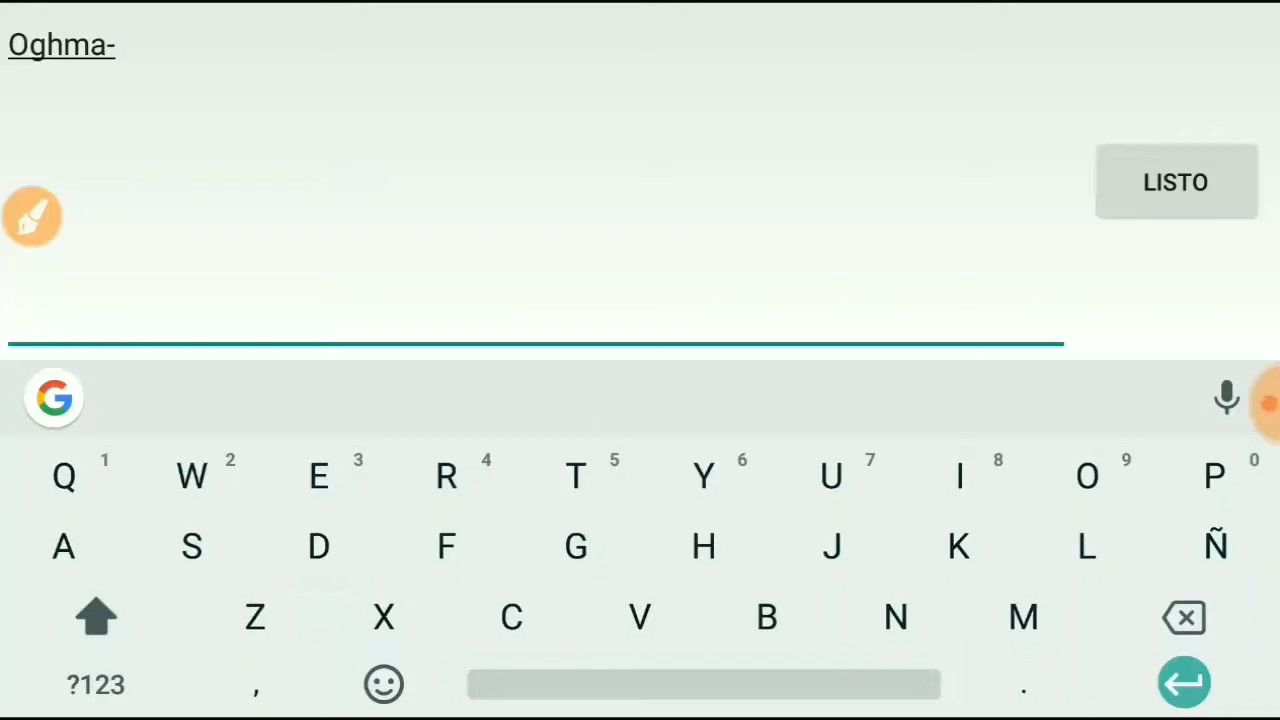 Oghma-
LISTO
G
Q 1 W 2 E 3 R 4 T 5 Y 6 U 7 I 8 O 9 P 0
A S D F G H J K L Ñ
Z X C V B N M
?123 , .